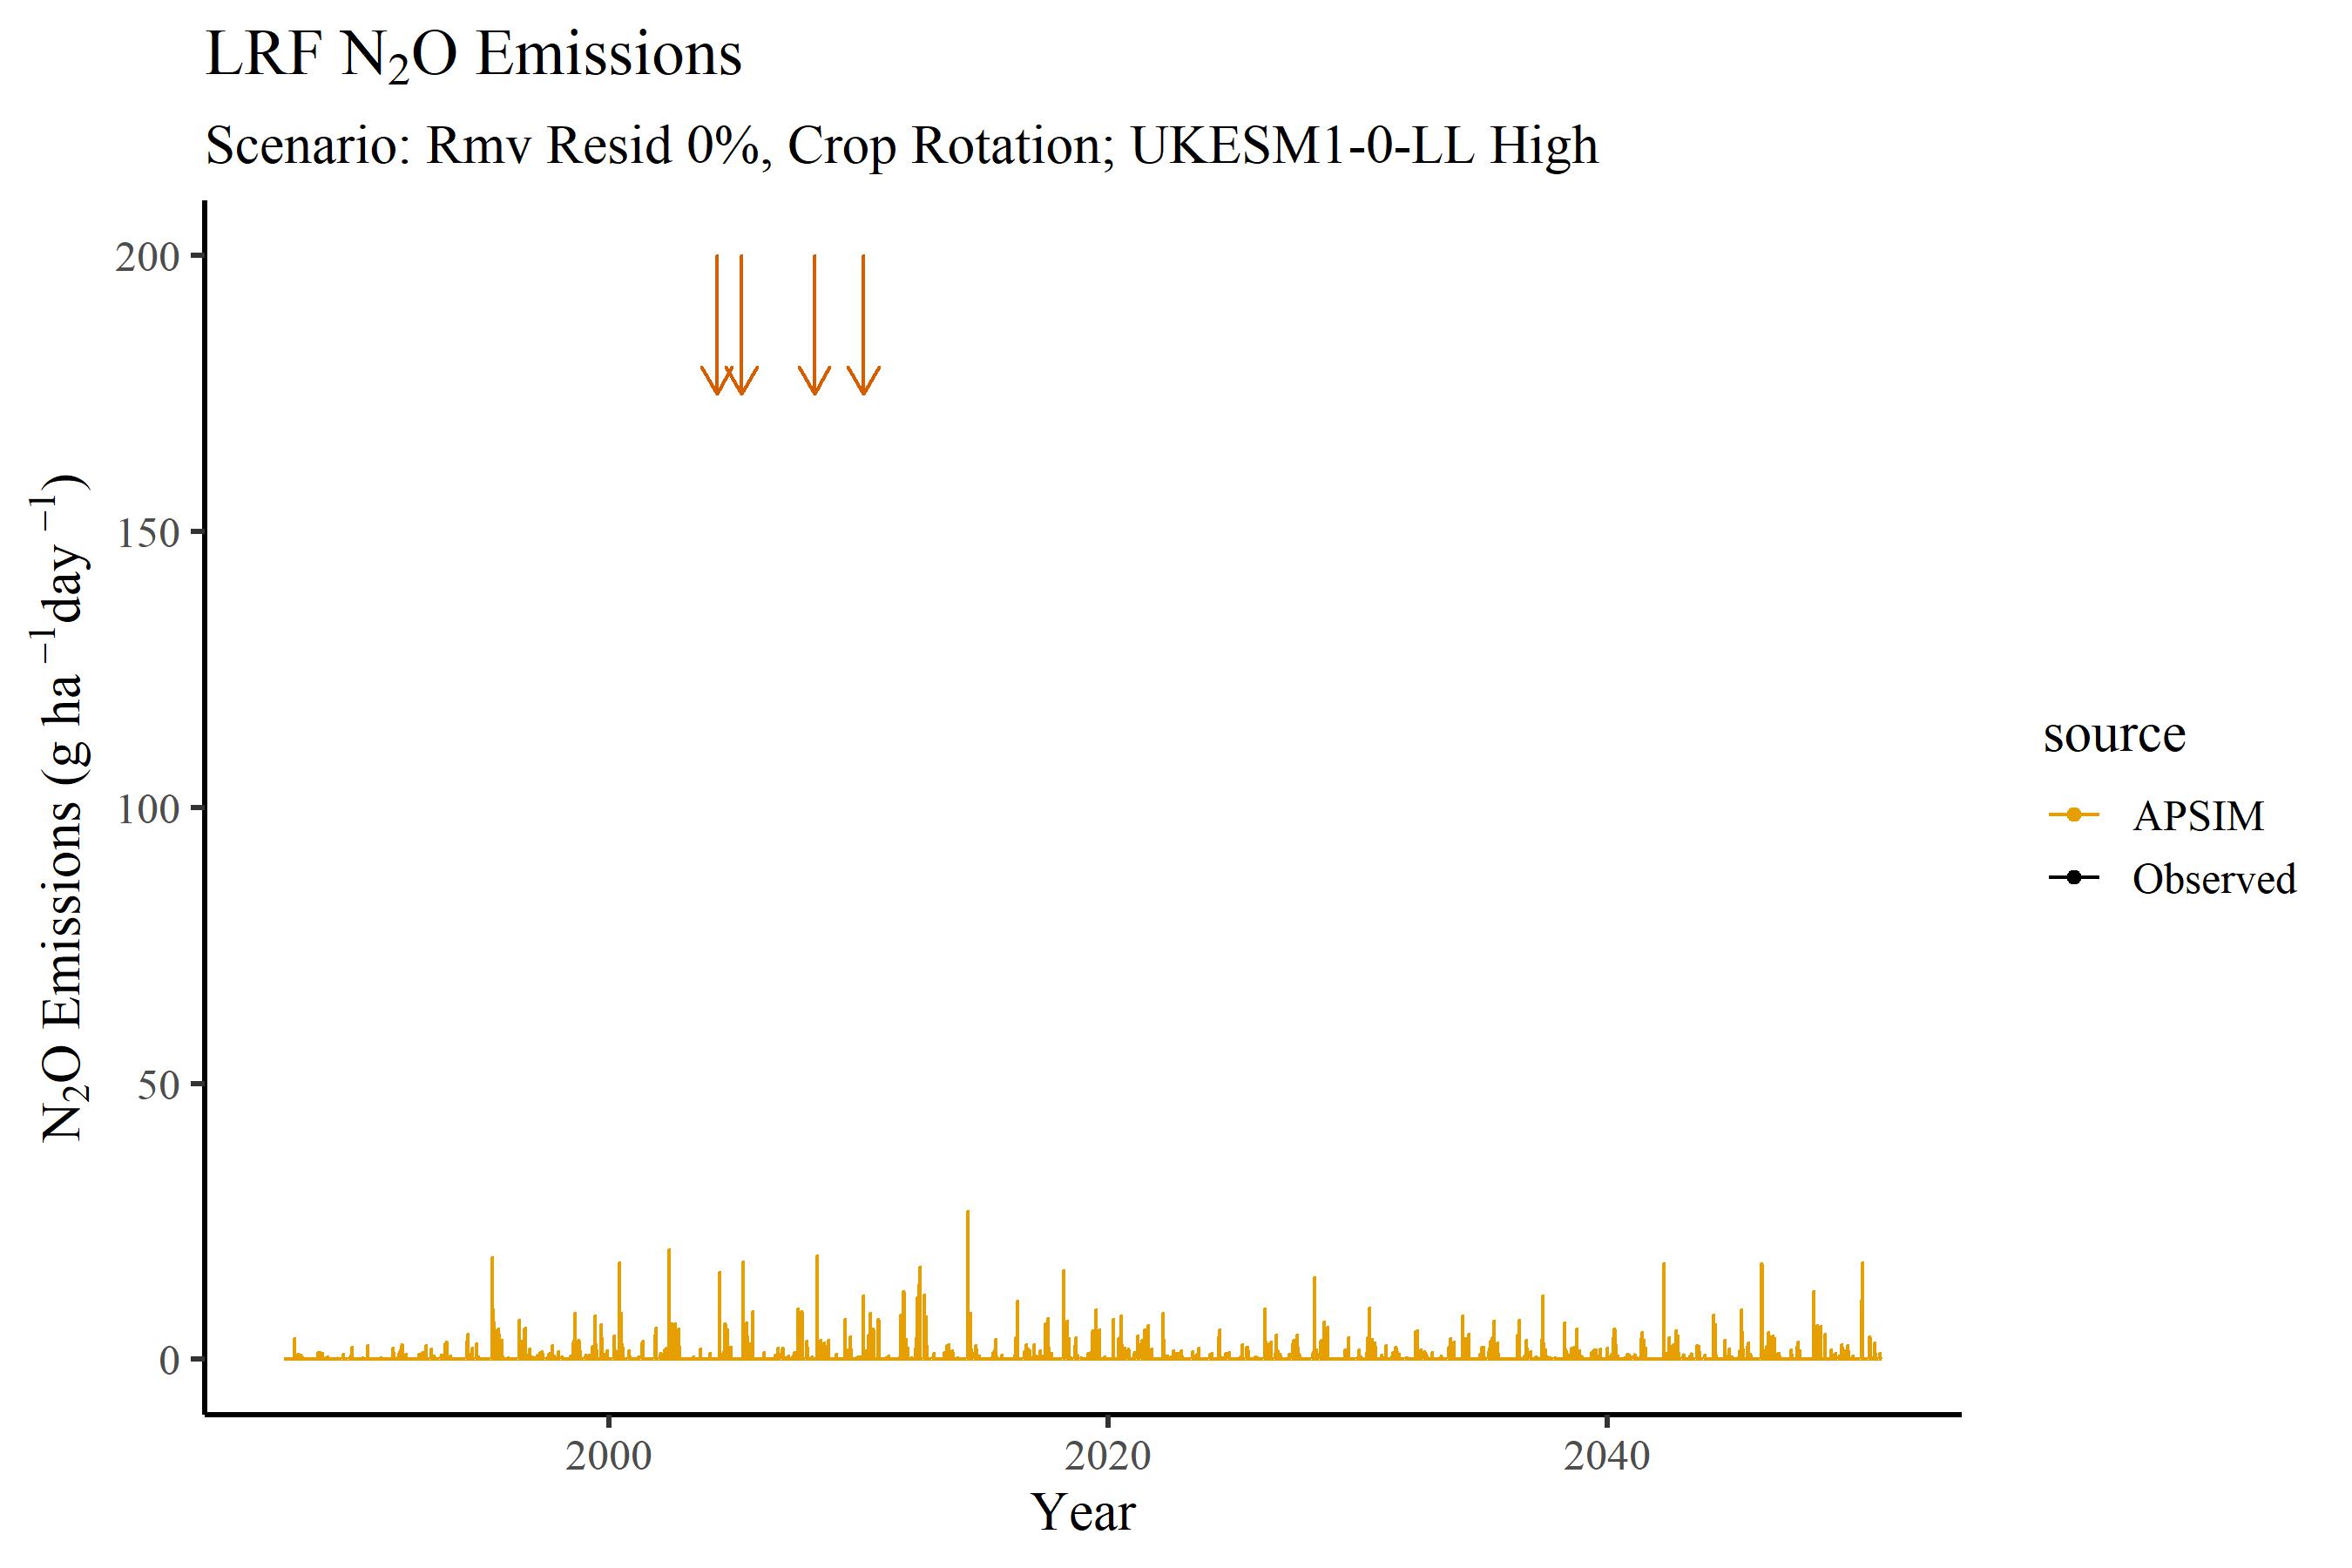 LRF N₂O Emissions
Scenario: Rmv Resid 0%, Crop Rotation; UKESM1-0-LL High
200
150
100
50
0
N₂O Emissions (g ha ⁻¹day ⁻¹)
2000 2020 2040
Year
source
APSIM
Observed